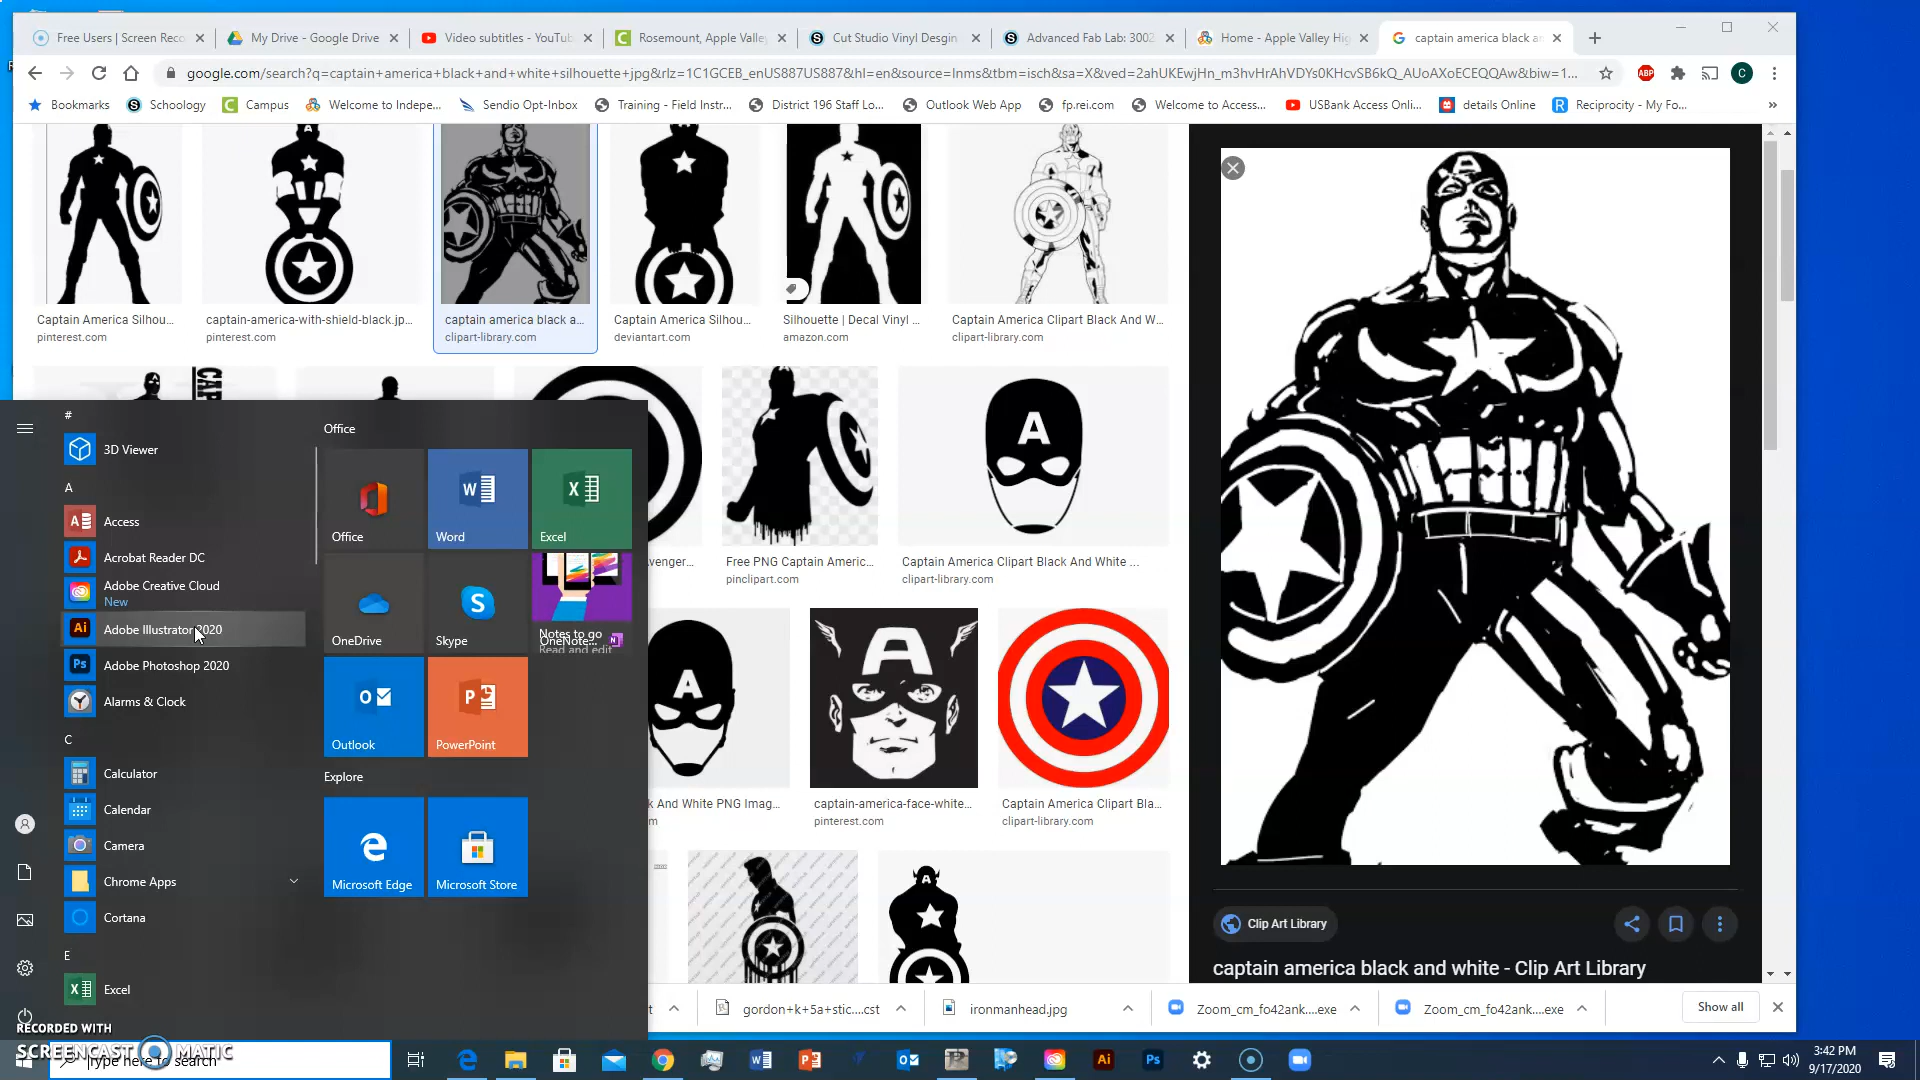 Free Users | Screen Reco
My Drive - Google Drive
Video subtitles - YouTub
Rosemount, Apple Valley
Cut Studio Vinyl Desgin
Advanced Fab Lab: 3002
Home - Apple Valley Hig
captain america black an
google.com/search?q=captain+america+black+and+white+silhouette+jpg&rlz=1C1GCEB_enUS887US887&hl=en&source=lnms&tbm=isch&sa=X&ved=2ahUKEwjHn_m3hvHrAhVDYs0KHcvSB6kQ_AUoAXoECEQQAw&biw=1...
ABP
C
Bookmarks
Schoology
Campus
Welcome to Indepe...
Sendio Opt-Inbox
Training - Field Instr...
District 196 Staff Lo...
Outlook Web App
fp.rei.com
Welcome to Access...
USBank Access Onli...
details Online
Reciprocity - My Fo...
Captain America Silhou...
pinterest.com
captain-america-with-shield-black.jp...
pinterest.com
captain america black a...
clipart-library.com
Captain America Silhou...
deviantart.com
Silhouette | Decal Vinyl ...
amazon.com
Captain America Clipart Black And W...
clipart-library.com
venger...
Free PNG Captain Americ...
pinclipart.com
Captain America Clipart Black And White ...
clipart-library.com
k And White PNG Imag...
m
captain-america-face-white...
pinterest.com
Captain America Clipart Bla...
clipart-library.com
Clip Art Library
captain america black and white - Clip Art Library
#
3D Viewer
A
Access
Acrobat Reader DC
Adobe Creative Cloud
New
Adobe Illustrator 2020
Adobe Photoshop 2020
Alarms & Clock
C
Calculator
Calendar
Camera
Chrome Apps
Cortana
E
Excel
Office
Office
Word
Excel
OneDrive
Skype
Notes to go
OneNote...
Read and edit
Outlook
PowerPoint
Explore
Microsoft Edge
Microsoft Store
t
gordon+k+5a+stic....cst
ironmanhead.jpg
Zoom_cm_fo42ank....exe
Zoom_cm_fo42ank....exe
Show all
RECORDED WITH
SCREENCAST MATIC
Type here to search
3:42 PM
9/17/2020